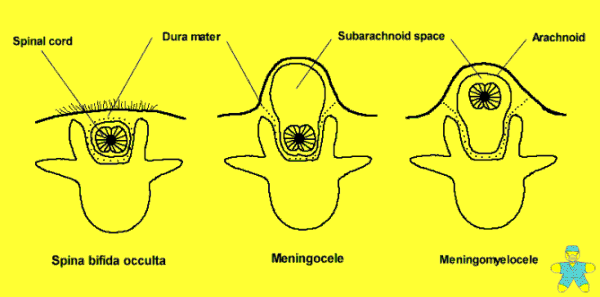 Spinal cord
Dura mater
Subarachnoid space
Arachnoid
Spina bifida occulta
Meningocele
Meningomyelocele